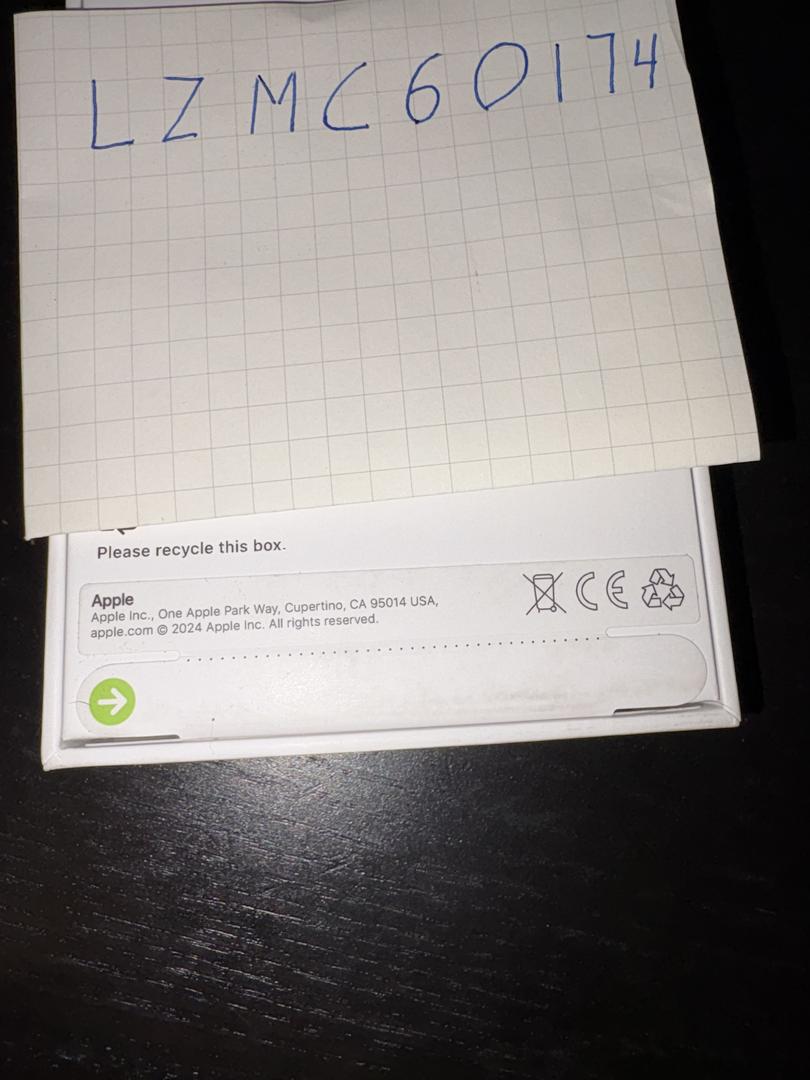 LZMC60174
Please recycle this box.
Apple
Apple Inc., One Apple Park Way, Cupertino, CA 95014 USA,
apple.com © 2024 Apple Inc. All rights reserved.
CE